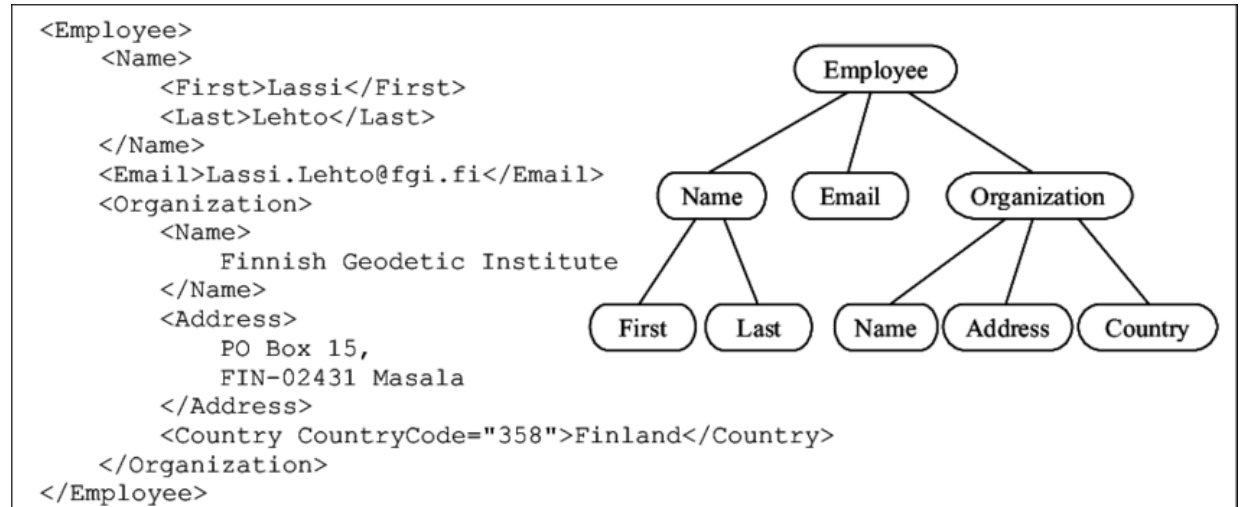 <Employee>
<Name>
<First>Lassi</First>
<Last>Lehto</Last>
</Name>
<Email>Lassi.Lehto@fgi.fi</Email>
<Organization>
<Name>
Finnish Geodetic Institute
</Name>
<Address>
PO Box 15,
FIN-02431 Masala
</Address>
<Country CountryCode="358">Finland</Country>
</Organization>
</Employee>
Employee
Name Email Organization
First Last Name Address Country